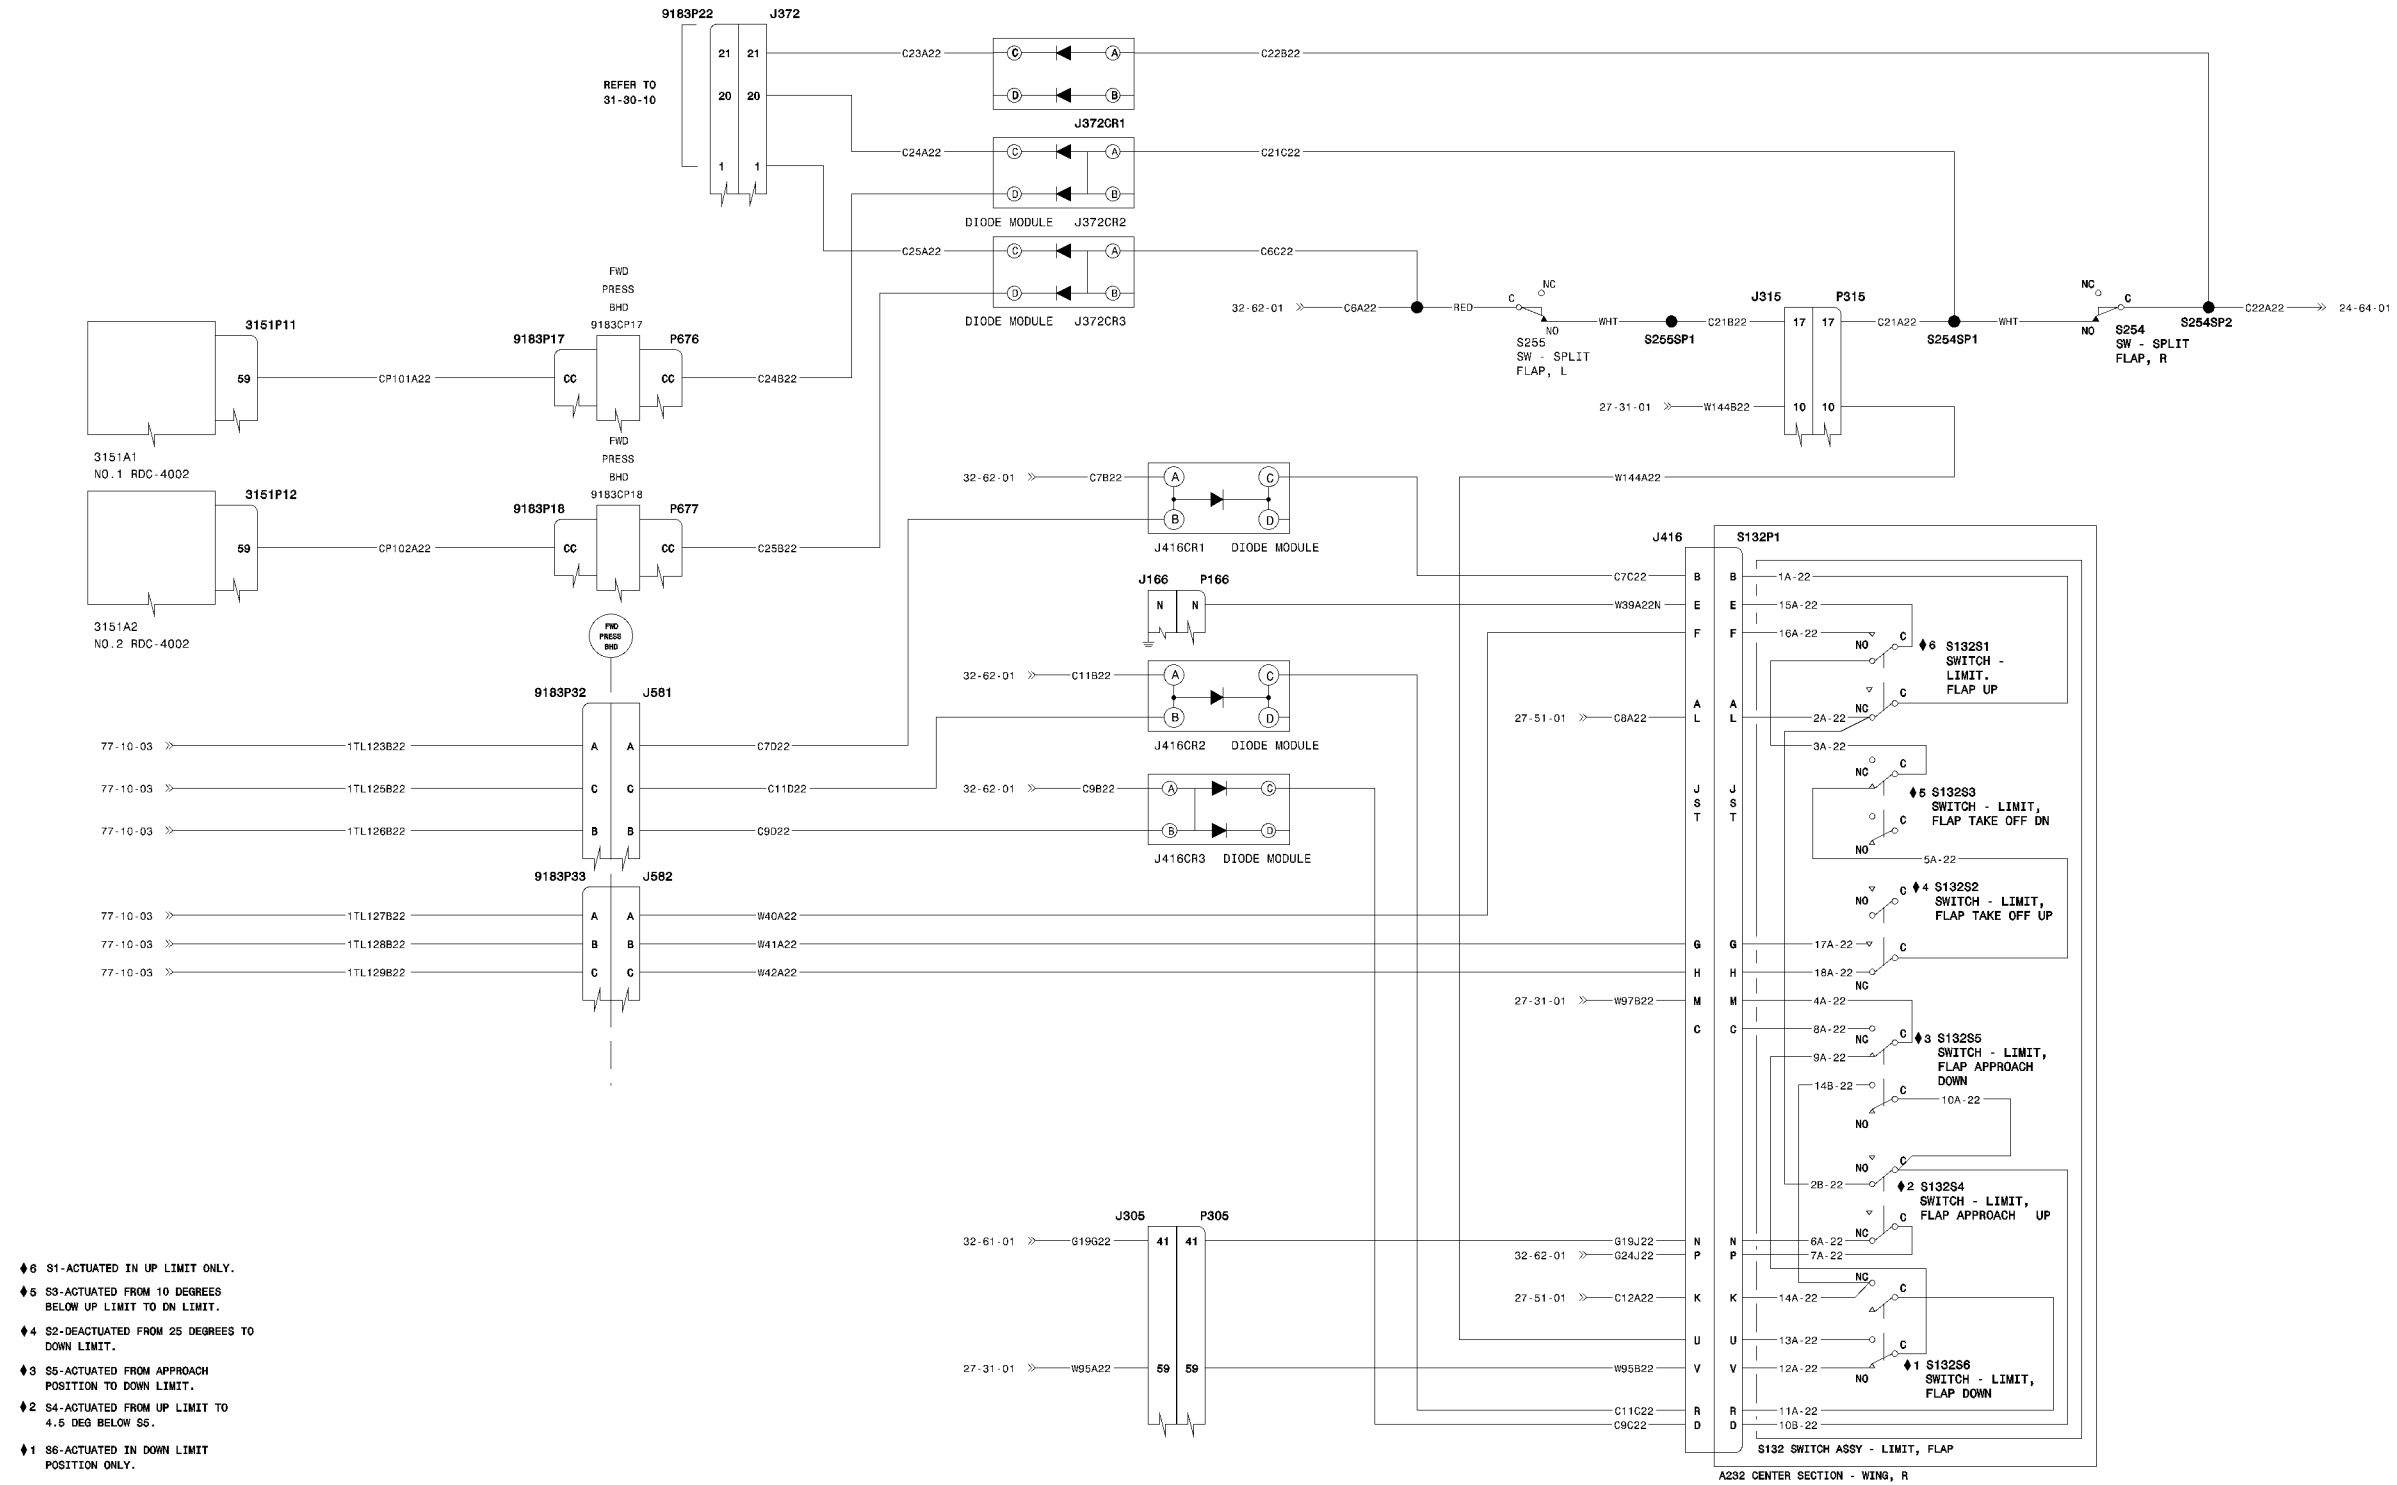 9183P22 J372
21 21 C23A22 C A C22B22
REFER TO
31-30-10
20 20 D B
J372CR1
C24A22 C A C21C22
1 1
D B
DIODE MODULE J372CR2
C25A22 C A C6C22
D B
DIODE MODULE J372CR3
FWD
PRESS
BHD
9183CP17
3151P11
9183P17 P676
59 CP101A22 CC CC C24B22
3151A1
NO.1 RDC-4002
FWD
PRESS
BHD
9183CP18
3151P12
9183P18 P677
59 CP102A22 CC CC C25B22
3151A2
NO.2 RDC-4002
32-62-01 C6A22 RED C NC
NO
WHT
S255
SW - SPLIT
FLAP, L
S255SP1
C21B22
J315 P315
17 17 C21A22
S254SP1
WHT
NC
C
NO
S254
SW - SPLIT
FLAP, R
S254SP2
C22A22 24-64-01
27-31-01 W144B22 10 10
W144A22
32-62-01 C7B22 A C
B D
J416CR1 DIODE MODULE
J166 P166
N N W39A22N
32-62-01 C11B22 A C
B D
J416CR2 DIODE MODULE
32-62-01 C9B22 A C
B D
J416CR3 DIODE MODULE
FWD
PRESS
BHD
9183P32 J581
77-10-03 1TL123B22 A A C7D22
77-10-03 1TL125B22 C C C11D22
77-10-03 1TL126B22 B B C9D22
9183P33 J582
77-10-03 1TL127B22 A A W40A22
77-10-03 1TL128B22 B B W41A22
77-10-03 1TL129B22 C C W42A22
J416 S132P1
C7C22 B B 1A-22
E E 15A-22
F F 16A-22
NO C
6 S132S1
SWITCH -
LIMIT.
FLAP UP
A A
27-51-01 C8A22 L L 2A-22 NC C
3A-22
NC C
J J
S S
T T
5 S132S3
SWITCH - LIMIT,
FLAP TAKE OFF DN
C
NO
5A-22
NO C
4 S132S2
SWITCH - LIMIT,
FLAP TAKE OFF UP
G G 17A-22 C
H H 18A-22
NC
27-31-01 W97B22 M M 4A-22
C C 8A-22
NC C
9A-22
3 S132S5
SWITCH - LIMIT,
FLAP APPROACH
DOWN
14B-22 C 10A-22
NO
NO C
2B-22
2 S132S4
SWITCH - LIMIT,
FLAP APPROACH UP
C
NC
J305 P305
32-61-01 G19G22 41 41 G19J22 N N 6A-22
32-62-01 G24J22 P P 7A-22
NC
C
27-51-01 C12A22 K K 14A-22
U U 13A-22
C
27-31-01 W95A22 59 59 W95B22 V V 12A-22
NO
1 S132S6
SWITCH - LIMIT,
FLAP DOWN
C11C22 R R 11A-22
C9C22 D D 10B-22
S132 SWITCH ASSY - LIMIT, FLAP
A232 CENTER SECTION - WING, R
6 S1-ACTUATED IN UP LIMIT ONLY.
5 S3-ACTUATED FROM 10 DEGREES
BELOW UP LIMIT TO DN LIMIT.
4 S2-DEACTUATED FROM 25 DEGREES TO
DOWN LIMIT.
3 S5-ACTUATED FROM APPROACH
POSITION TO DOWN LIMIT.
2 S4-ACTUATED FROM UP LIMIT TO
4.5 DEG BELOW S5.
1 S6-ACTUATED IN DOWN LIMIT
POSITION ONLY.